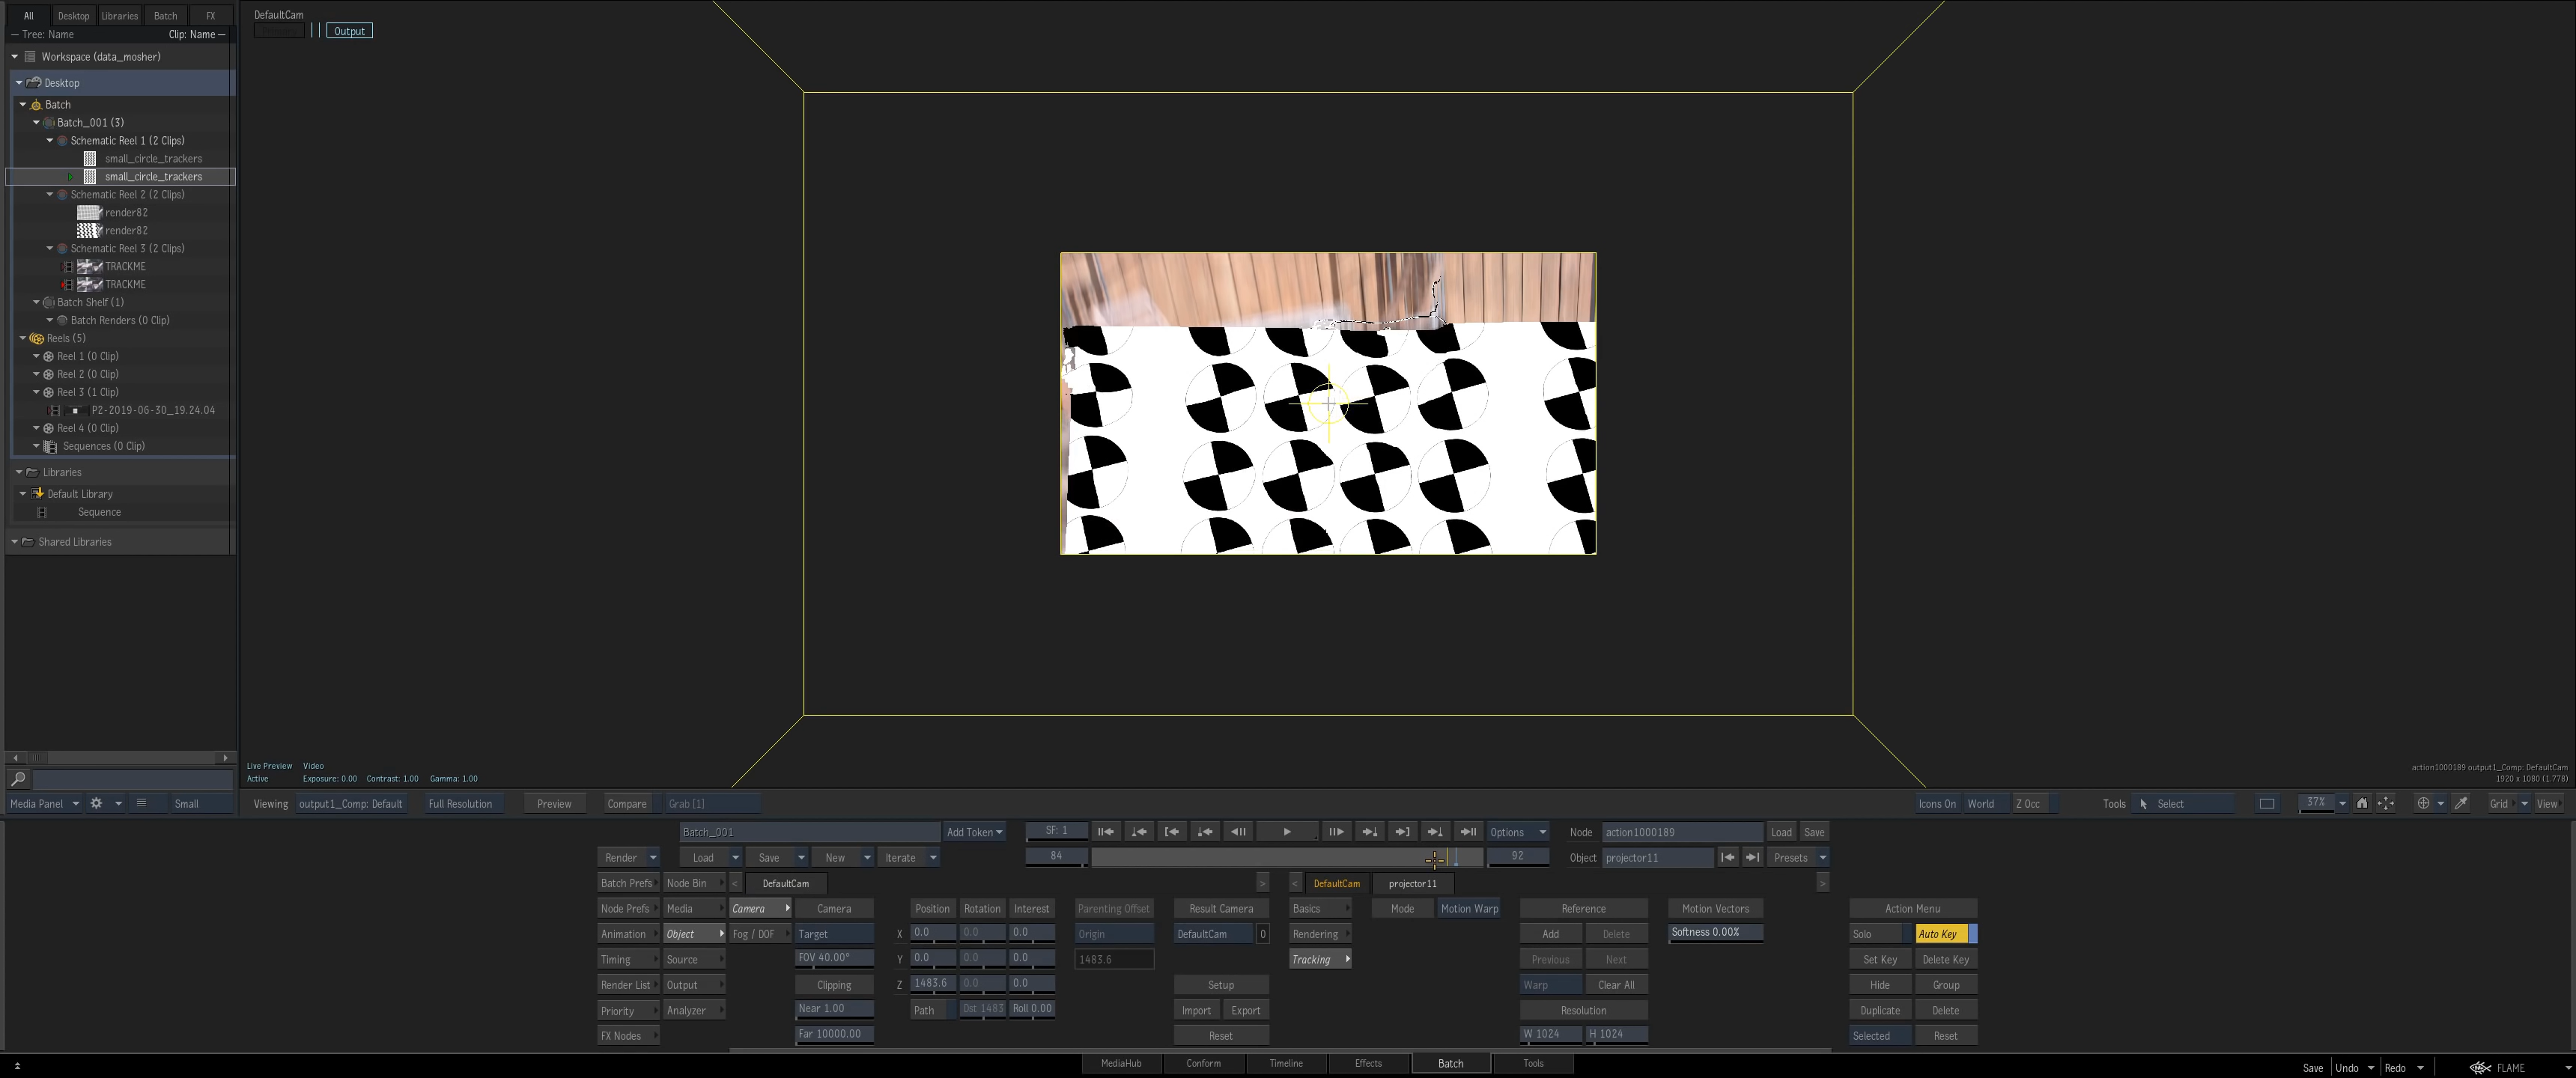 All Desktop Libraries Batch FX
DefaultCam
Output
Tree: Name Clip: Name
Workspace (data_mosher)
Desktop
Batch
Batch_001 (3)
Schematic Reel 1 (2 Clips)
small_circle_trackers
small_circle_trackers
Schematic Reel 2 (2 Clips)
render82
render82
Schematic Reel 3 (2 Clips)
TRACKME
TRACKME
Batch Shelf (1)
Batch Renders (0 Clip)
Reels (5)
Reel 1 (0 Clip)
Reel 2 (0 Clip)
Reel 3 (1 Clip)
P2-2019-06-30_19.24.04
Reel 4 (0 Clip)
Sequences (0 Clip)
Libraries
Default Library
Sequence
Shared Libraries
Live Preview Video
Active Exposure: 0.00 Contrast: 1.00 Gamma: 1.00
action1000189 output1_Comp: DefaultCam
1920 x 1080 (1.778)
Media Panel Small Viewing output1_Comp: Default Full Resolution Preview Compare Grab [1] Icons On World Z Occ Tools Select 37% Grid View
Batch_001 Add Token SF: 1 Options Node action1000189 Load Save
Render Load Save New Iterate 84 92 Object projector11 Presets
Batch Prefs Node Bin < DefaultCam > < DefaultCam projector11 >
Node Prefs Media Camera Camera Position Rotation Interest Parenting Offset Result Camera Basics Mode Motion Warp Reference Motion Vectors Action Menu
Animation Object Fog / DOF Target X 0.0 0.0 0.0 Origin DefaultCam 0 Rendering Add Delete Softness 0.00% Solo Auto Key
Timing Source FOV 40.00° Y 0.0 0.0 0.0 1483.6 Tracking Previous Next Set Key Delete Key
Render List Output Clipping Z 1483.6 0.0 0.0 Setup Warp Clear All Hide Group
Priority Analyzer Near 1.00 Path Dst 1483 Roll 0.00 Import Export Resolution Duplicate Delete
FX Nodes Far 10000.00 Reset W 1024 H 1024 Selected Reset
MediaHub Conform Timeline Effects Batch Tools Save Undo Redo FLAME